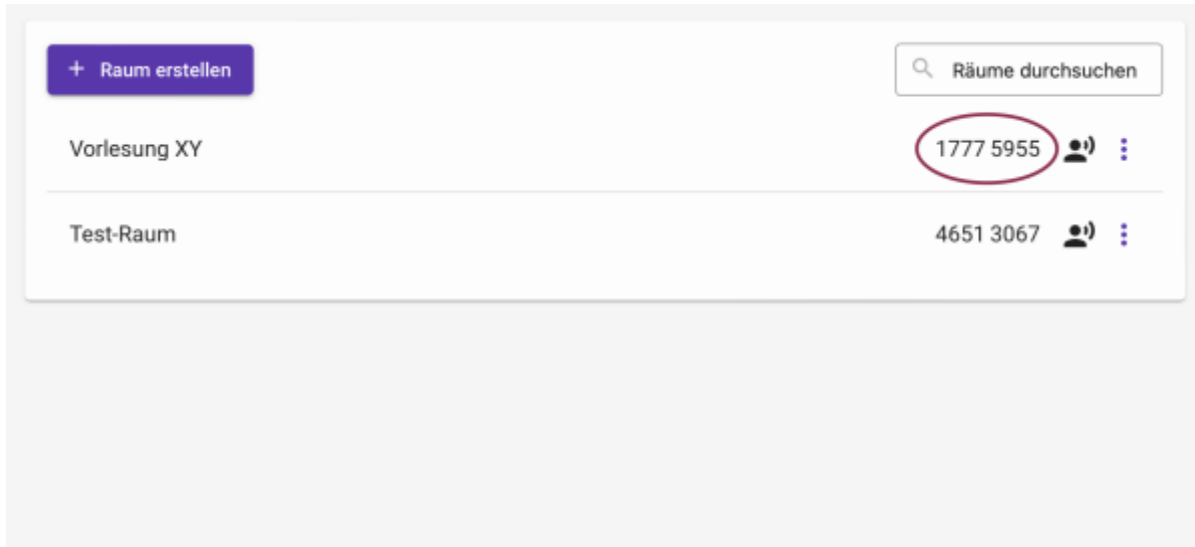 + Raum erstellen
Räume durchsuchen
Vorlesung XY 1777 5955
Test-Raum 4651 3067